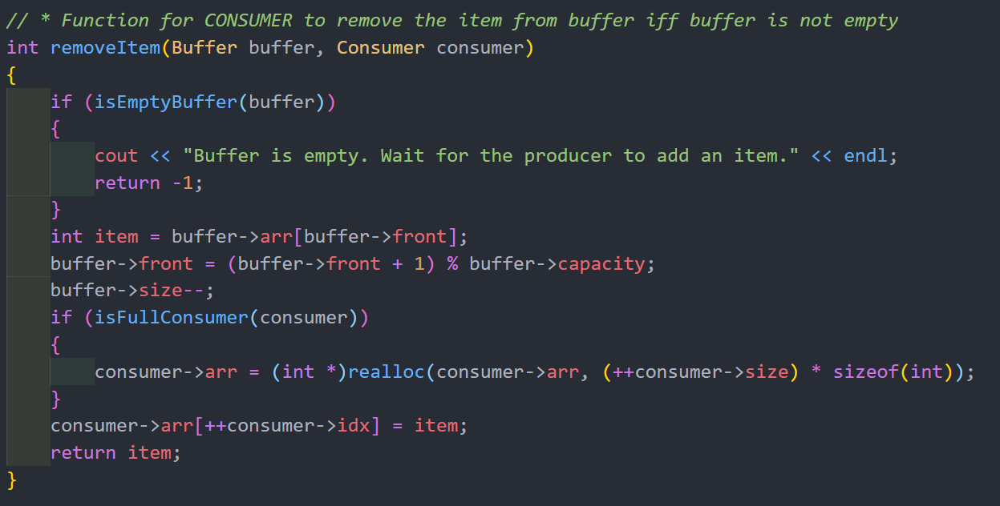 // * Function for CONSUMER to remove the item from buffer iff buffer is not empty
int removeItem(Buffer buffer, Consumer consumer)
{
    if (isEmptyBuffer(buffer))
    {
        cout << "Buffer is empty. Wait for the producer to add an item." << endl;
        return -1;
    }
    int item = buffer->arr[buffer->front];
    buffer->front = (buffer->front + 1) % buffer->capacity;
    buffer->size--;
    if (isFullConsumer(consumer))
    {
        consumer->arr = (int *)realloc(consumer->arr, (++consumer->size) * sizeof(int));
    }
    consumer->arr[++consumer->idx] = item;
    return item;
}